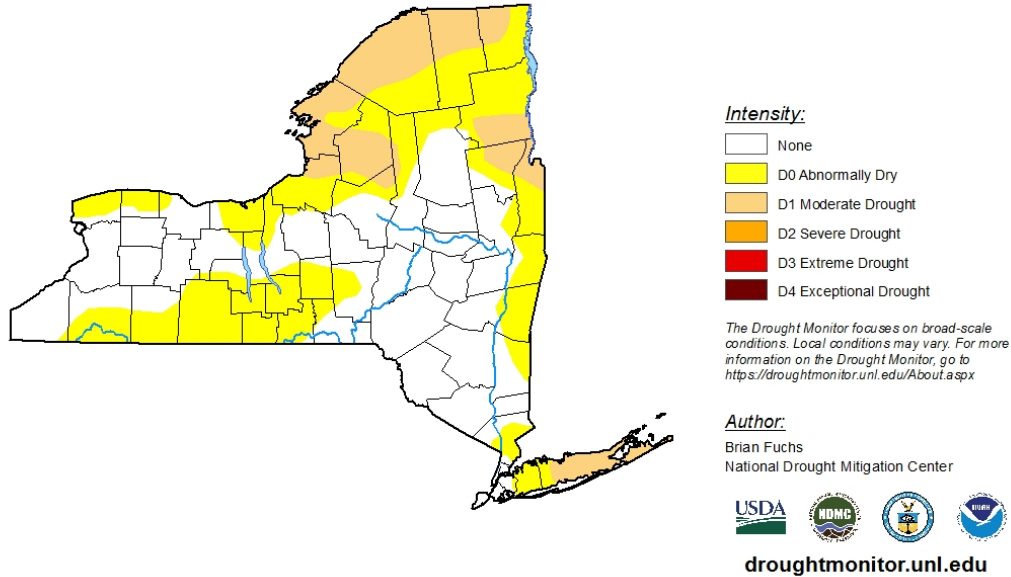 Intensity:
None
D0 Abnormally Dry
D1 Moderate Drought
D2 Severe Drought
D3 Extreme Drought
D4 Exceptional Drought
The Drought Monitor focuses on broad-scale
conditions. Local conditions may vary. For more
information on the Drought Monitor, go to
https://droughtmonitor.unl.edu/About.aspx
Author:
Brian Fuchs
National Drought Mitigation Center
USDA
NDMC
NOAA
droughtmonitor.unl.edu